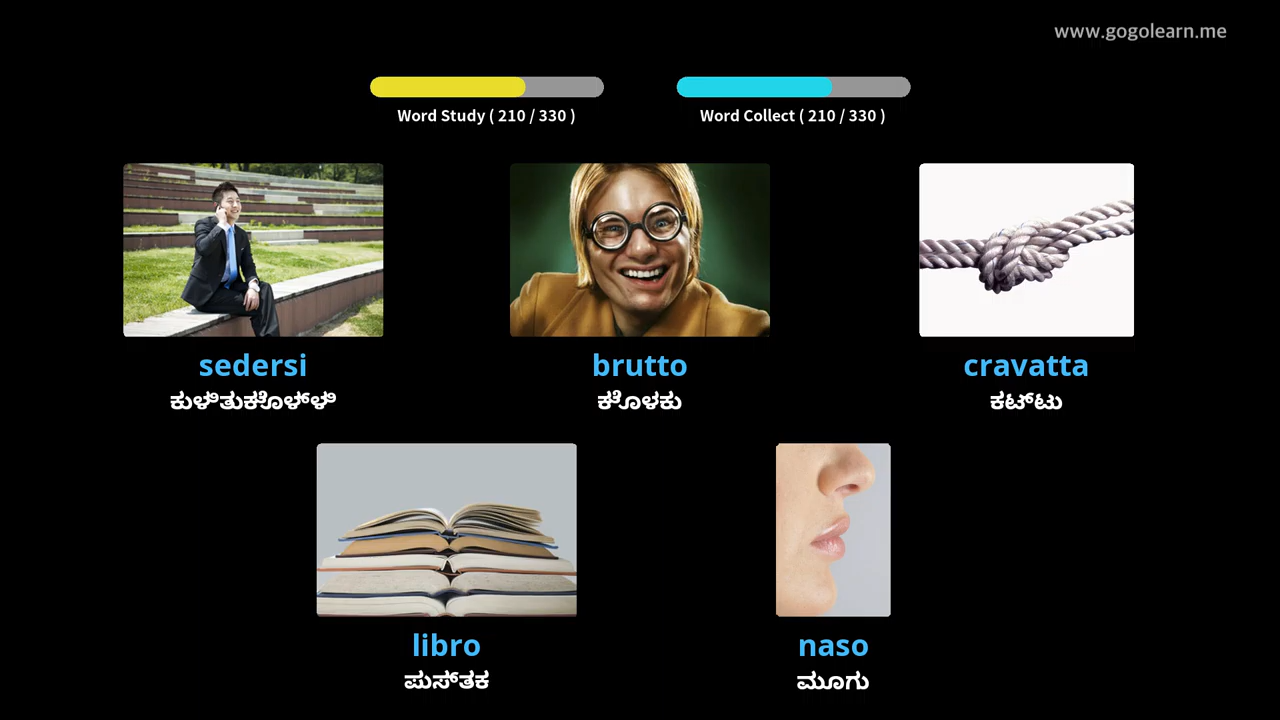 www.gogolearn.me
Word Study ( 210 / 330 )
Word Collect ( 210 / 330 )
sedersi
ಕುಳಿತುಕೊಳ್ಳಿ
brutto
ಕೊಳಕು
cravatta
ಕಟ್ಟು
libro
ಪುಸ್ತಕ
naso
ಮೂಗು